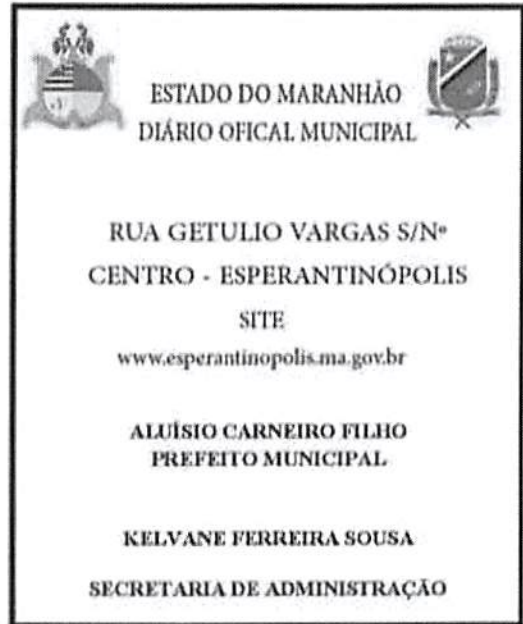 ESTADO DO MARANHÃO
DIÁRIO OFICAL MUNICIPAL
RUA GETULIO VARGAS S/Nº
CENTRO - ESPERANTINÓPOLIS
SITE
www.esperantinopolis.ma.gov.br
ALUÍSIO CARNEIRO FILHO
PREFEITO MUNICIPAL
KELVANE FERREIRA SOUSA
SECRETARIA DE ADMINISTRAÇÃO